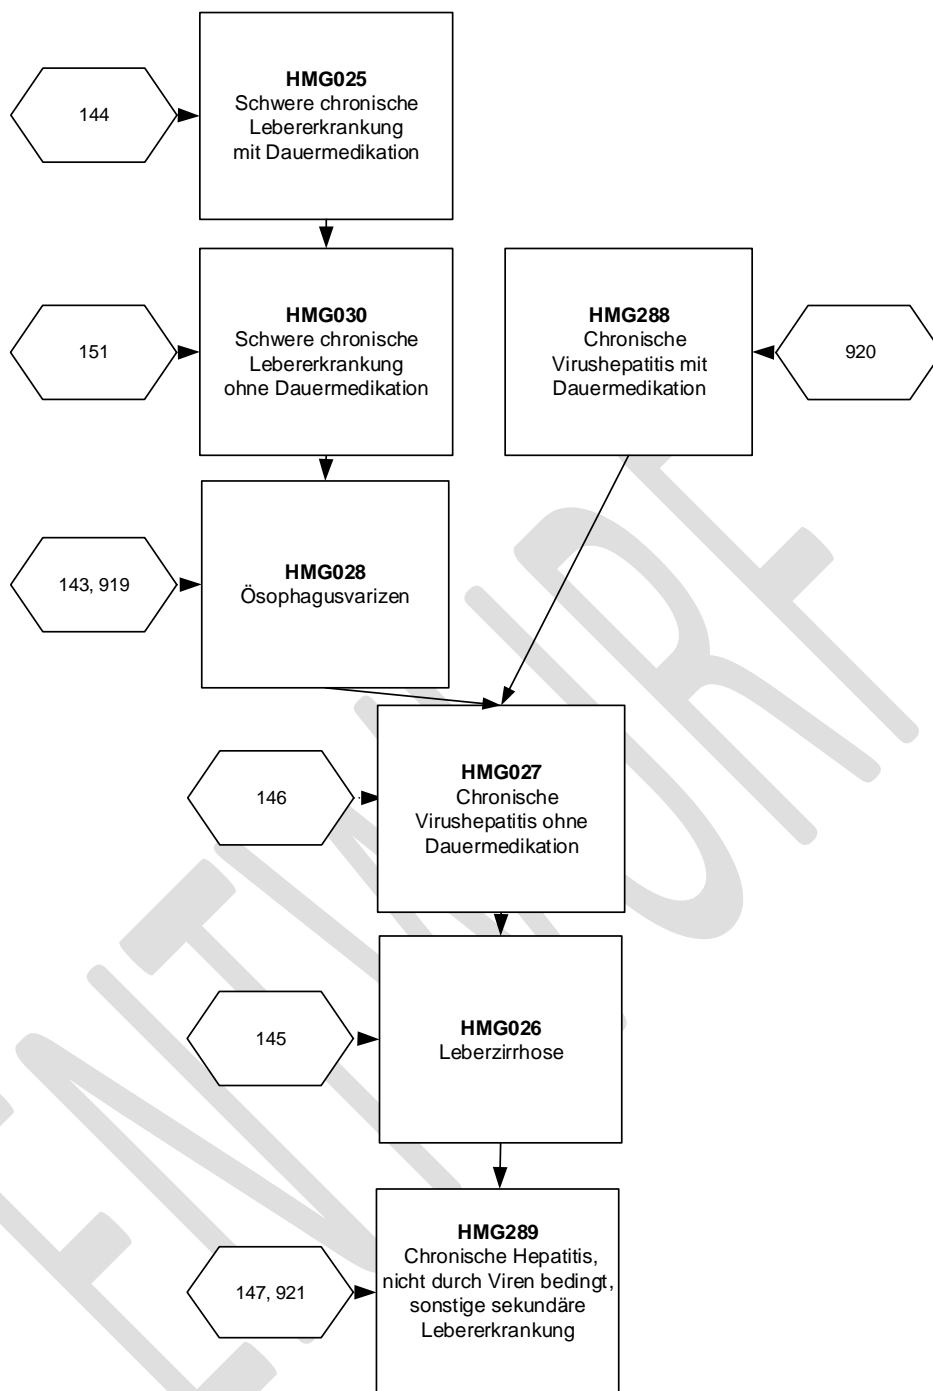 144
HMG025
Schwere chronische
Lebererkrankung
mit Dauermedikation
151
HMG030
Schwere chronische
Lebererkrankung
ohne Dauermedikation
HMG288
Chronische
Virushepatitis mit
Dauermedikation
920
143, 919
HMG028
Ösophagusvarizen
146
HMG027
Chronische
Virushepatitis ohne
Dauermedikation
145
HMG026
Leberzirrhose
147, 921
HMG289
Chronische Hepatitis,
nicht durch Viren bedingt,
sonstige sekundäre
Lebererkrankung
ENTWURF